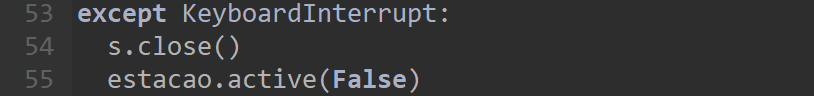 53 except KeyboardInterrupt:
54   s.close()
55   estacao.active(False)